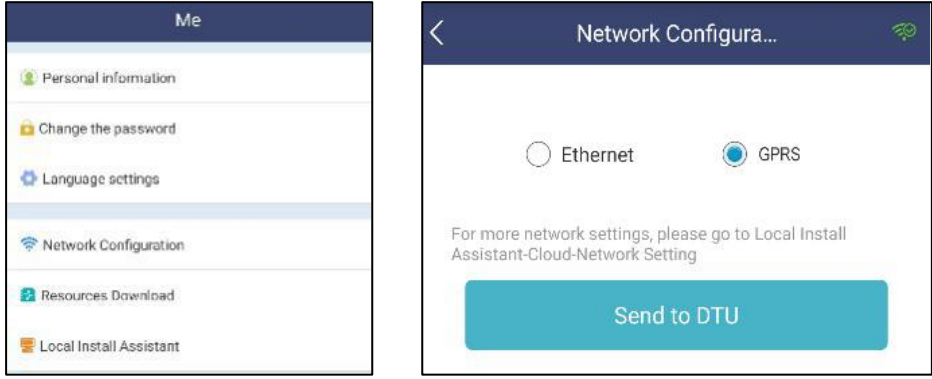 Me
Personal information
Change the password
Language settings
Network Configuration
Resources Download
Local Install Assistant
Network Configura...
Ethernet
GPRS
For more network settings, please go to Local Install
Assistant-Cloud-Network Setting
Send to DTU